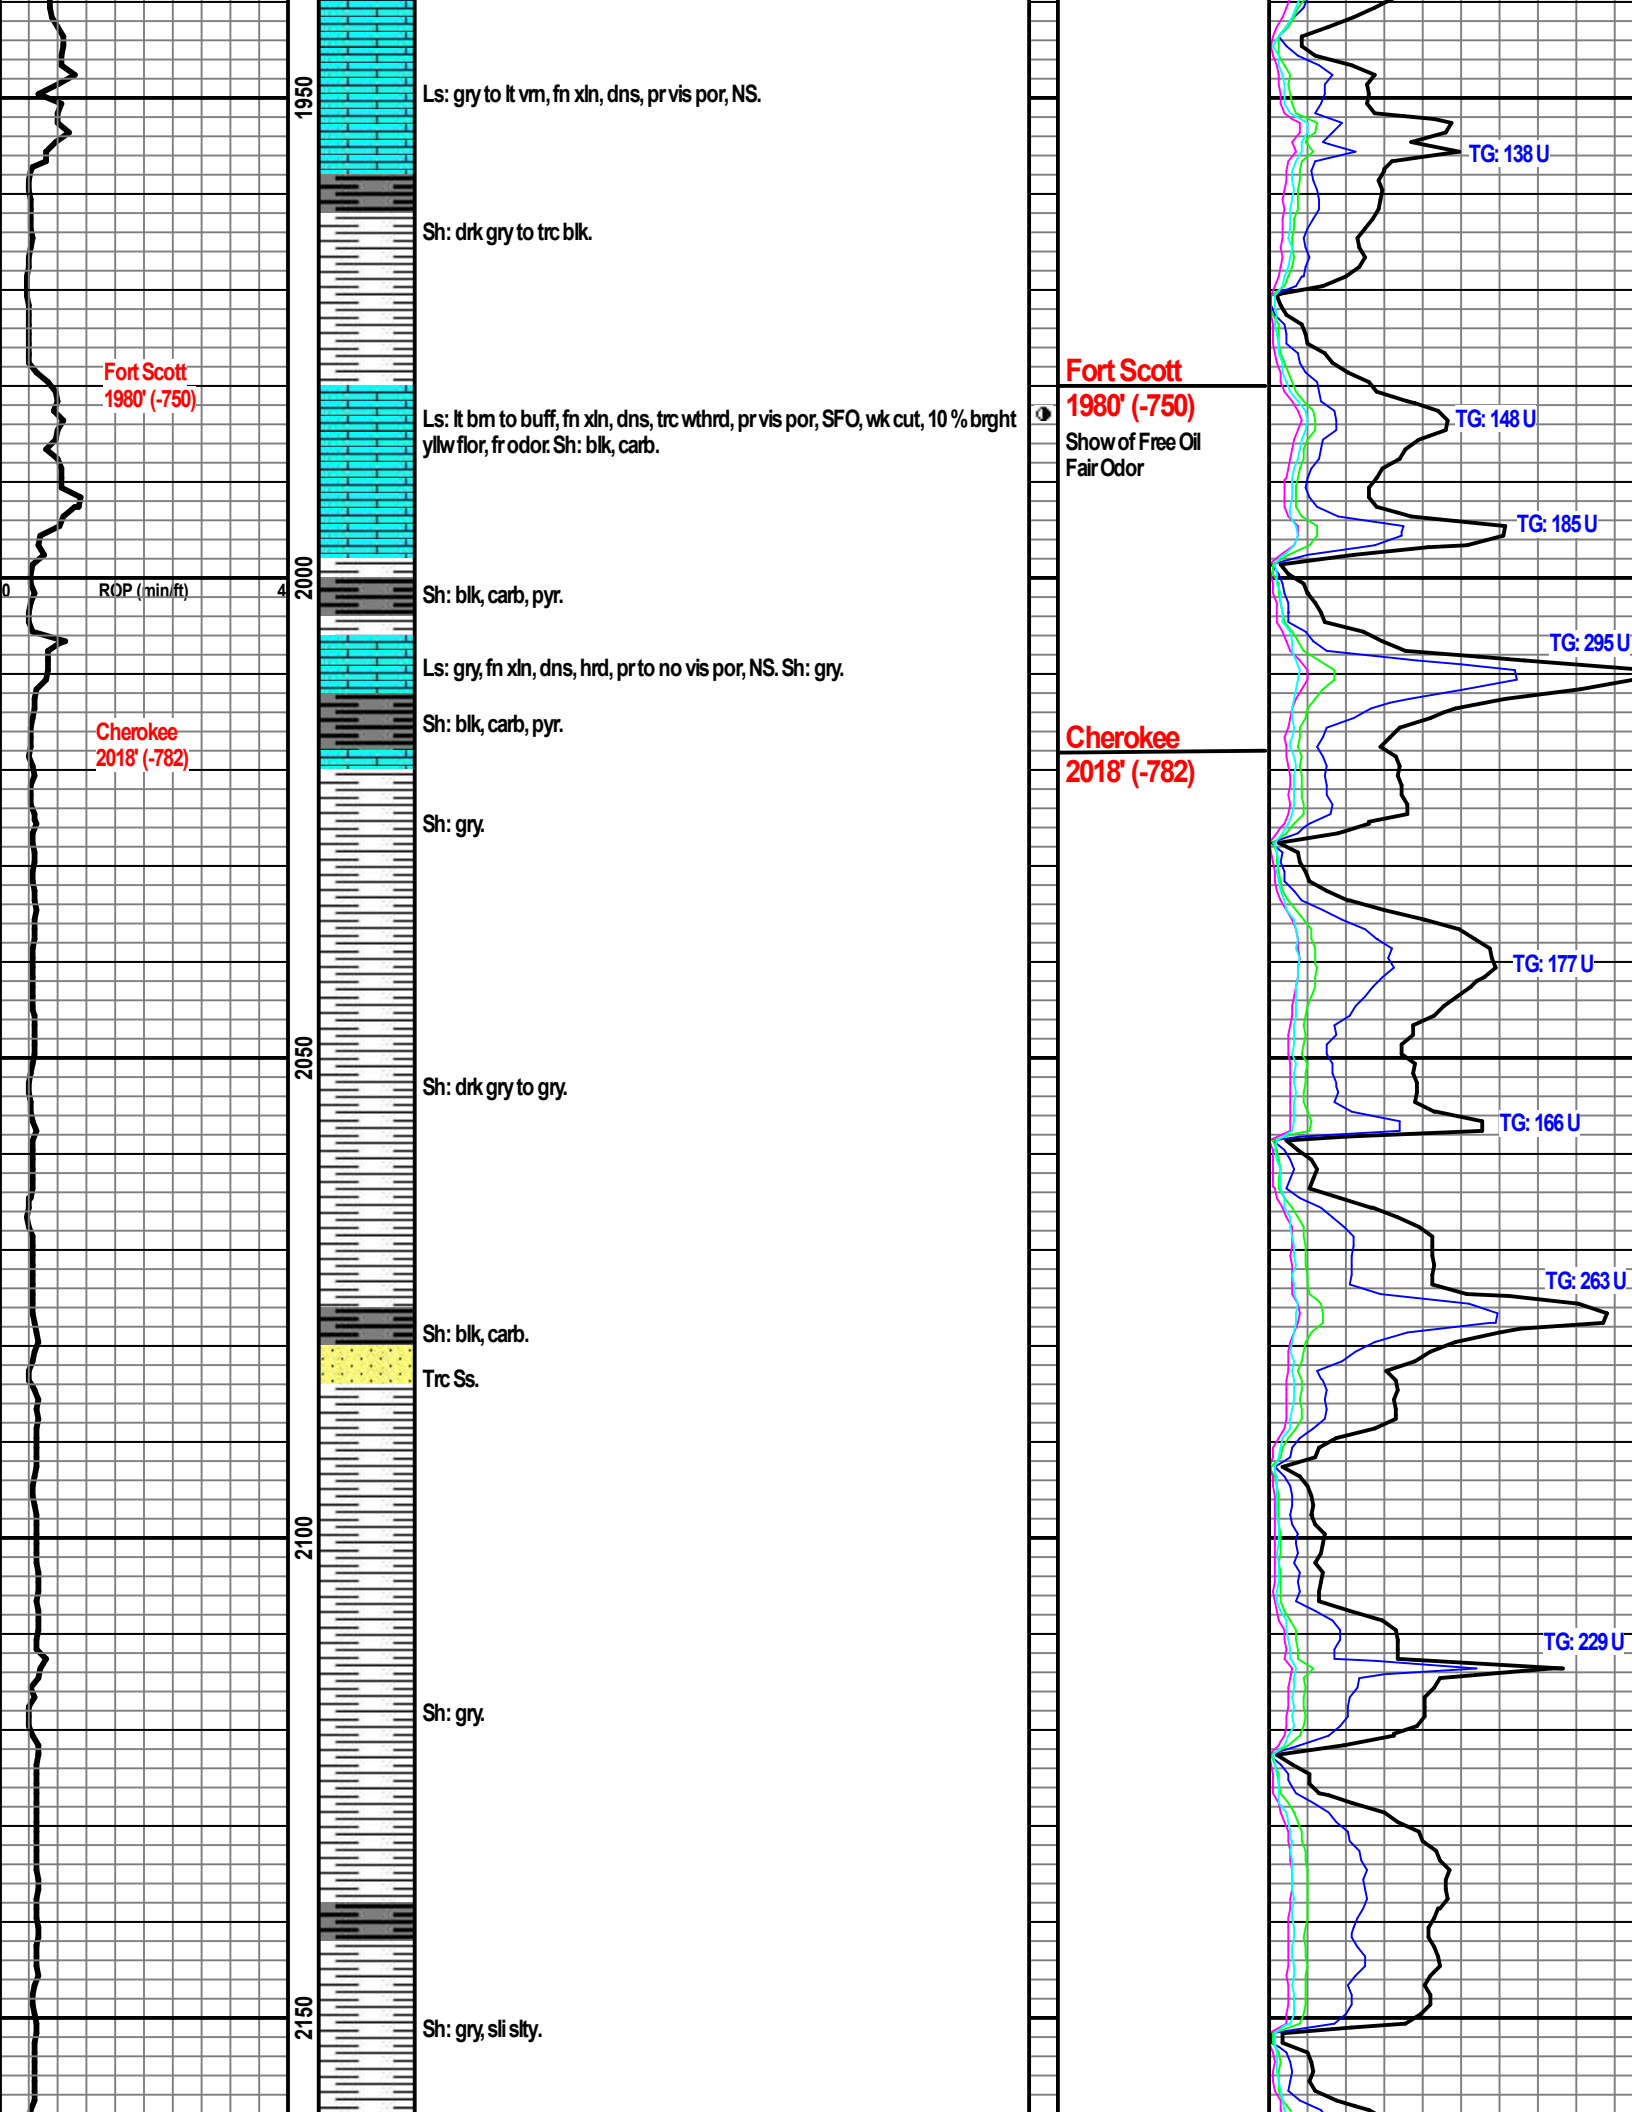 1950
Ls: gry to lt vrn, fn xln, dns, pr vis por, NS.
TG: 138 U
Sh: drk gry to trc blk.
Fort Scott
1980' (-750)
Fort Scott
1980' (-750)
Show of Free Oil
Fair Odor
Ls: lt brn to buff, fn xln, dns, trc wthrd, pr vis por, SFO, wk cut, 10 % brght
yllw flor, fr odor. Sh: blk, carb.
TG: 148 U
TG: 185 U
0 ROP (min/ft) 4
2000
Sh: blk, carb, pyr.
TG: 295 U
Ls: gry, fn xln, dns, hrd, pr to no vis por, NS. Sh: gry.
Sh: blk, carb, pyr.
Cherokee
2018' (-782)
Cherokee
2018' (-782)
Sh: gry.
TG: 177 U
2050
Sh: drk gry to gry.
TG: 166 U
TG: 263 U
Sh: blk, carb.
Trc Ss.
2100
TG: 229 U
Sh: gry.
2150
Sh: gry, sli slty.